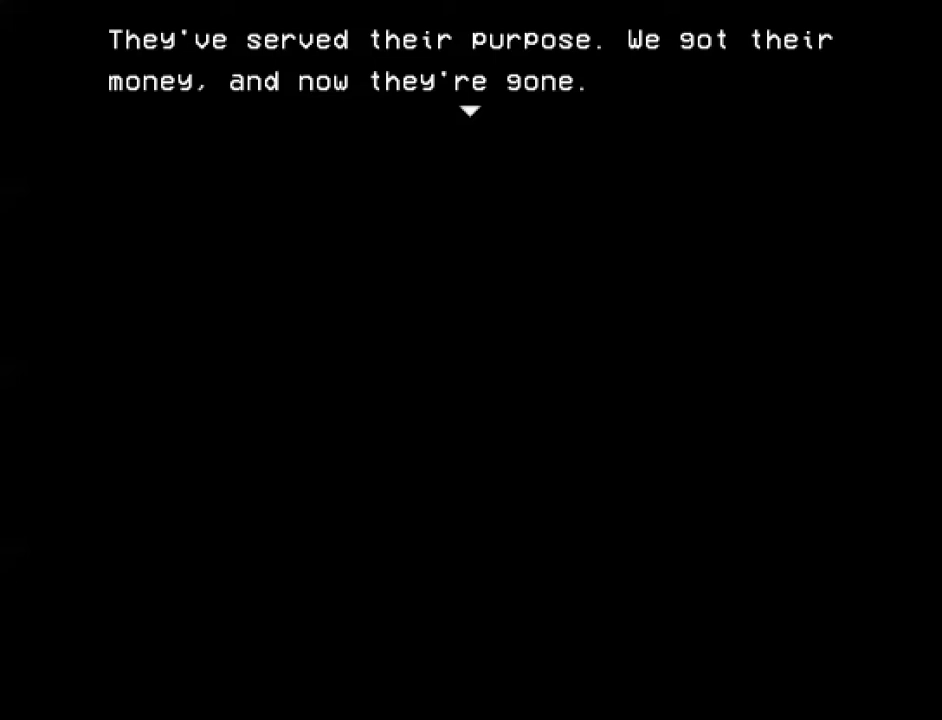 They've served their purpose. We got their
money, and now they're gone.